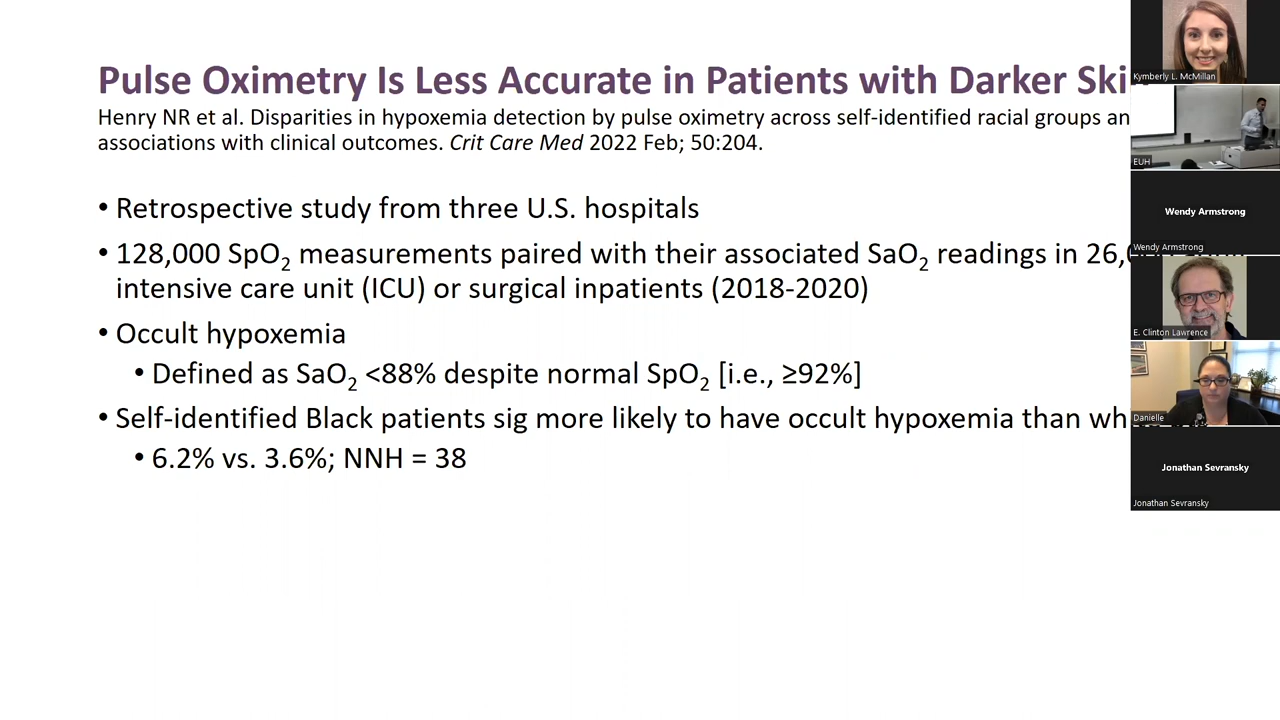 Pulse Oximetry Is Less Accurate in Patients with Darker Ski
Henry NR et al. Disparities in hypoxemia detection by pulse oximetry across self-identified racial groups an
associations with clinical outcomes. Crit Care Med 2022 Feb; 50:204.
• Retrospective study from three U.S. hospitals
• 128,000 SpO₂ measurements paired with their associated SaO₂ readings in 26,
intensive care unit (ICU) or surgical inpatients (2018-2020)
• Occult hypoxemia
• Defined as SaO₂ <88% despite normal SpO₂ [i.e., ≥92%]
• Self-identified Black patients sig more likely to have occult hypoxemia than wh
• 6.2% vs. 3.6%; NNH = 38
Kymberly L. McMillan
EUH
Wendy Armstrong
Wendy Armstrong
E. Clinton Lawrence
Danielle
Jonathan Sevransky
Jonathan Sevransky